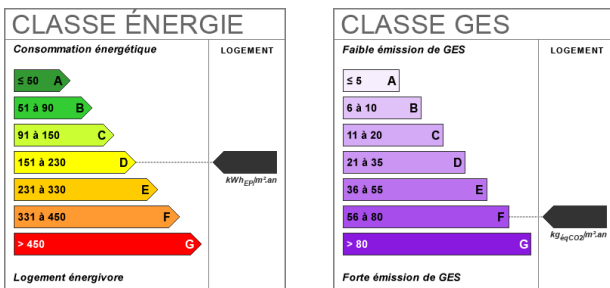 CLASSE ÉNERGIE
Consommation énergétique
LOGEMENT
≤ 50 A
51 à 90 B
91 à 150 C
151 à 230 D
kWhEP/m².an
231 à 330 E
331 à 450 F
> 450 G
Logement énergivore
CLASSE GES
Faible émission de GES
LOGEMENT
≤ 5 A
6 à 10 B
11 à 20 C
21 à 35 D
36 à 55 E
56 à 80 F
kgéqCO2/m².an
> 80 G
Forte émission de GES